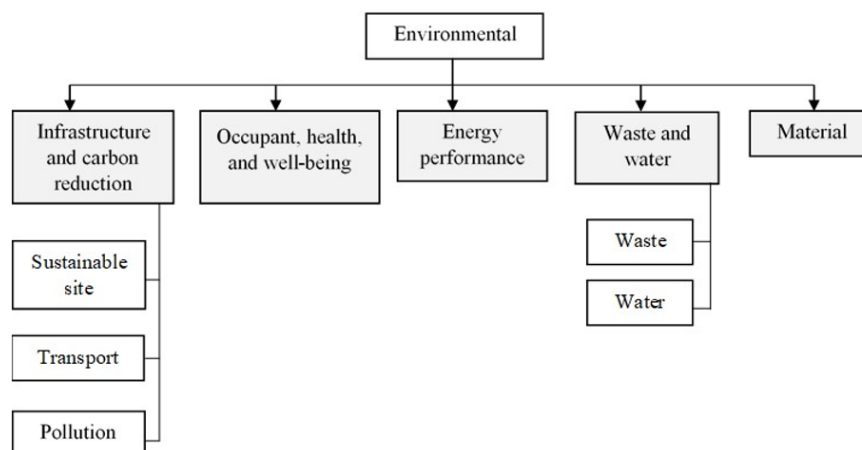 Environmental
Infrastructure
and carbon
reduction
Occupant, health,
and well-being
Energy
performance
Waste and
water
Material
Sustainable
site
Transport
Pollution
Waste
Water